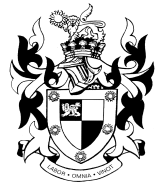 LABOR · OMNIA · VINCIT